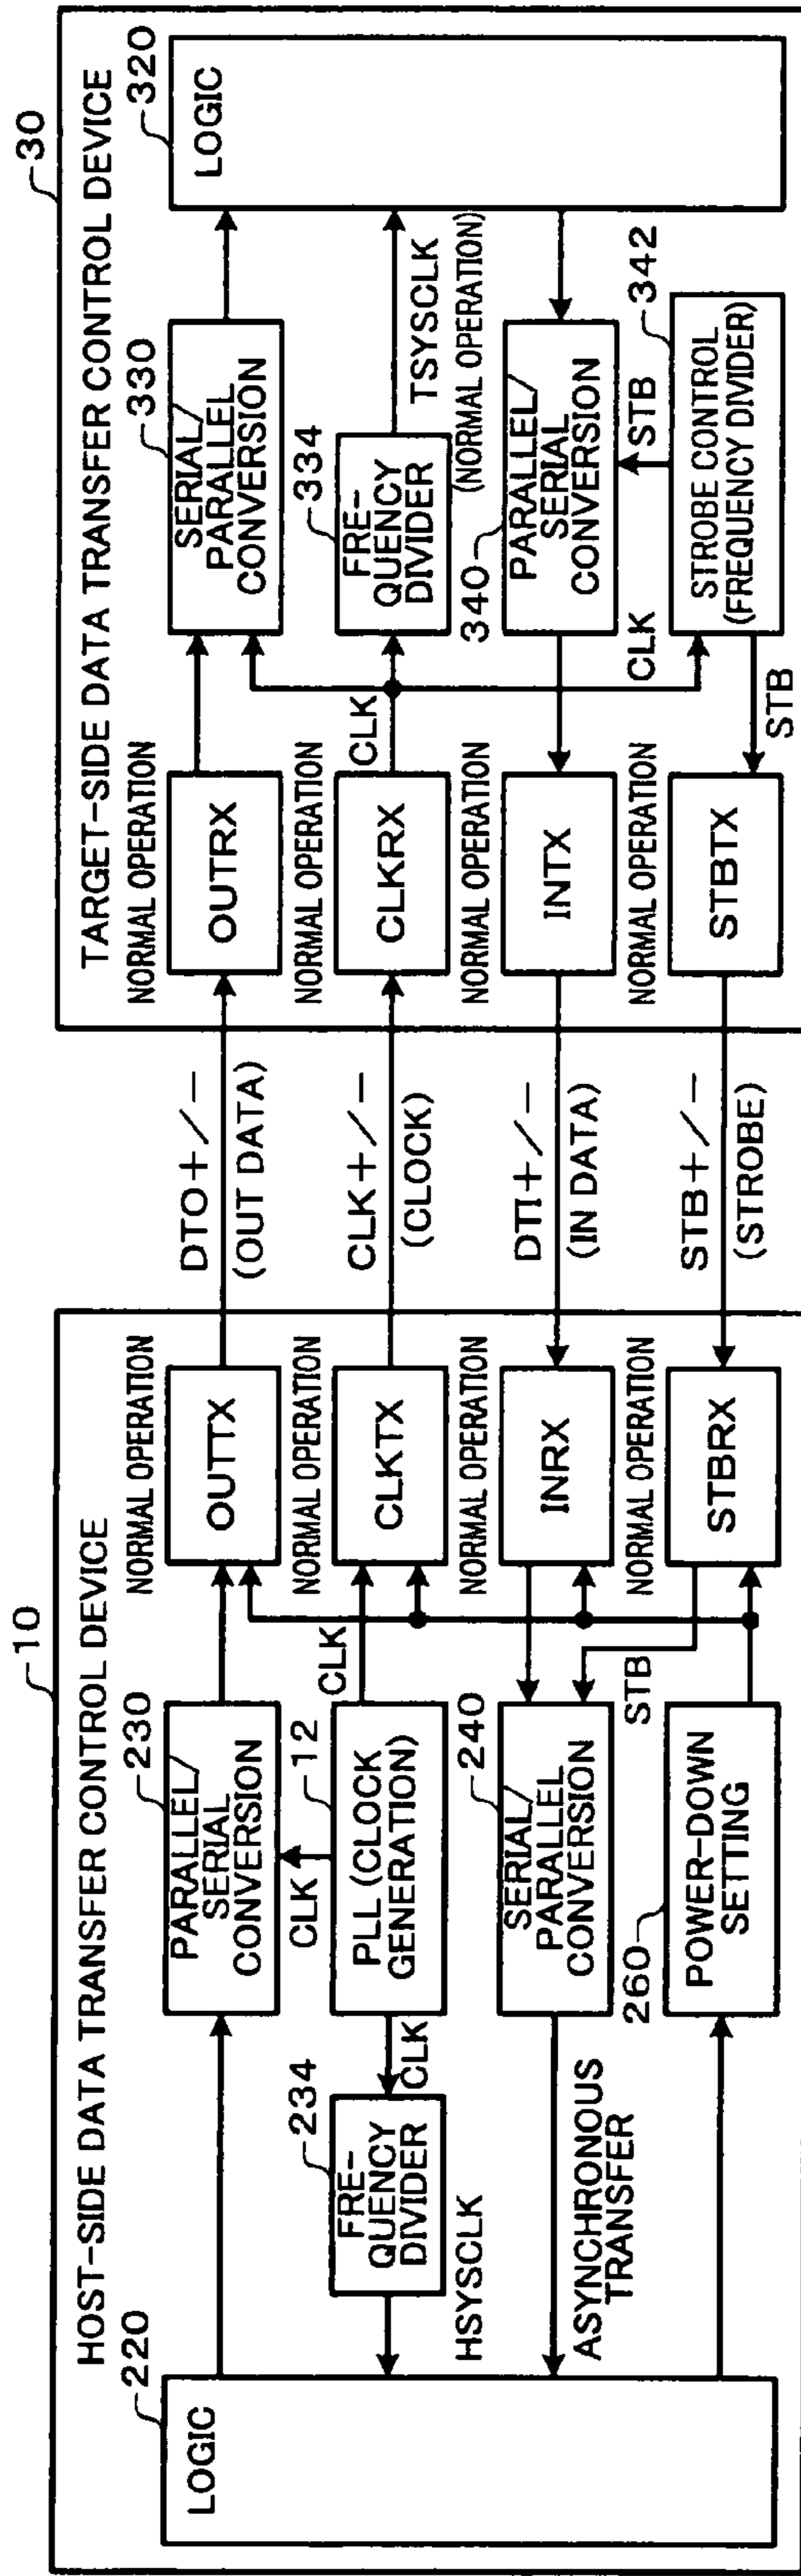 10
HOST-SIDE DATA TRANSFER CONTROL DEVICE
220
LOGIC
230
PARALLEL/
SERIAL
CONVERSION
CLK
12
PLL (CLOCK
GENERATION)
CLK
CLK
234
FRE-
QUENCY
DIVIDER
HSYSCLK
240
SERIAL/
PARALLEL
CONVERSION
ASYNCHRONOUS
TRANSFER
STB
260
POWER-DOWN
SETTING
NORMAL OPERATION
OUTTX
NORMAL OPERATION
CLKTX
NORMAL OPERATION
INRX
NORMAL OPERATION
STBRX
DTO+/-
(OUT DATA)
CLK+/-
(CLOCK)
DTI+/-
(IN DATA)
STB+/-
(STROBE)
30
TARGET-SIDE DATA TRANSFER CONTROL DEVICE
NORMAL OPERATION
OUTRX
NORMAL OPERATION
CLKRX
NORMAL OPERATION
INTX
NORMAL OPERATION
STBTX
330
SERIAL/
PARALLEL
CONVERSION
CLK
334
FRE-
QUENCY
DIVIDER
TSYSCLK
(NORMAL OPERATION)
340
PARALLEL/
SERIAL
CONVERSION
STB
342
CLK
STROBE CONTROL
(FREQUENCY DIVIDER)
STB
320
LOGIC